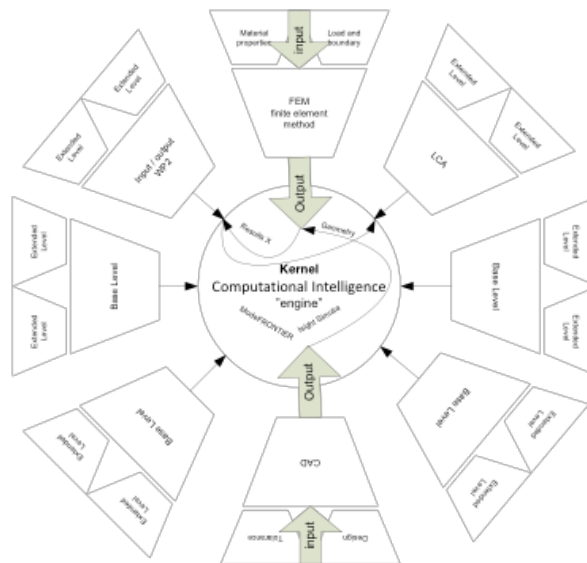 Material
properties
input
Load and
boundary
FEM
finite element
method
Output
Extended
Level
Extended
Level
Input / output
WP 2
Extended
Level
Extended
Level
LCA
Extended
Level
Extended
Level
Base Level
Extended
Level
Extended
Level
Base Level
Results X
Geometry
Kernel
Computational Intelligence
"engine"
ModeFRONTIER
Isight
Extended
Level
Extended
Level
Base Level
Extended
Level
Extended
Level
Base Level
Output
CAD
input
Tolerance
Design